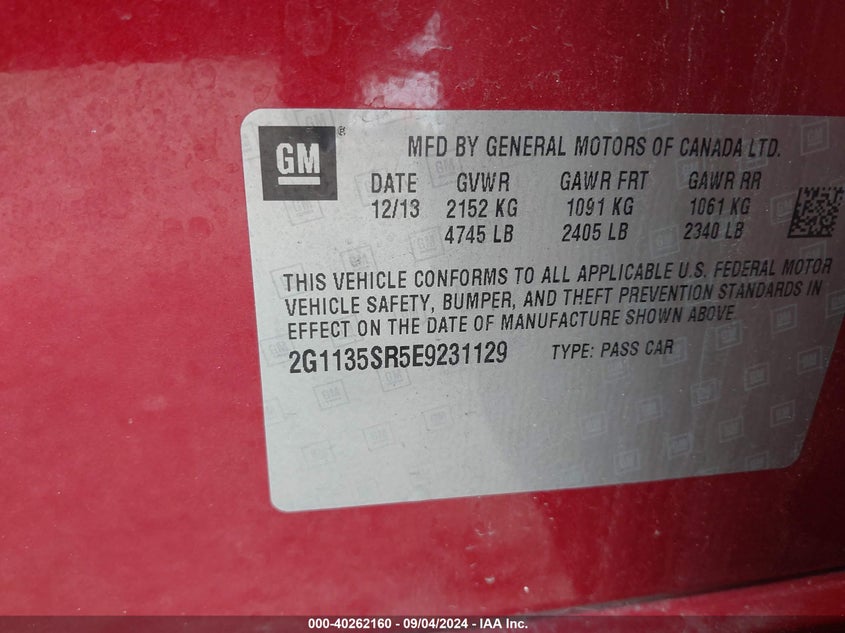 GM ®
MFD BY GENERAL MOTORS OF CANADA LTD.
DATE GVWR GAWR FRT GAWR RR
12/13 2152 KG 1091 KG 1061 KG
4745 LB 2405 LB 2340 LB
THIS VEHICLE CONFORMS TO ALL APPLICABLE U.S. FEDERAL MOTOR
VEHICLE SAFETY, BUMPER, AND THEFT PREVENTION STANDARDS IN
EFFECT ON THE DATE OF MANUFACTURE SHOWN ABOVE.
2G1135SR5E9231129 TYPE: PASS CAR
000-40262160 - 09/04/2024 - IAA Inc.